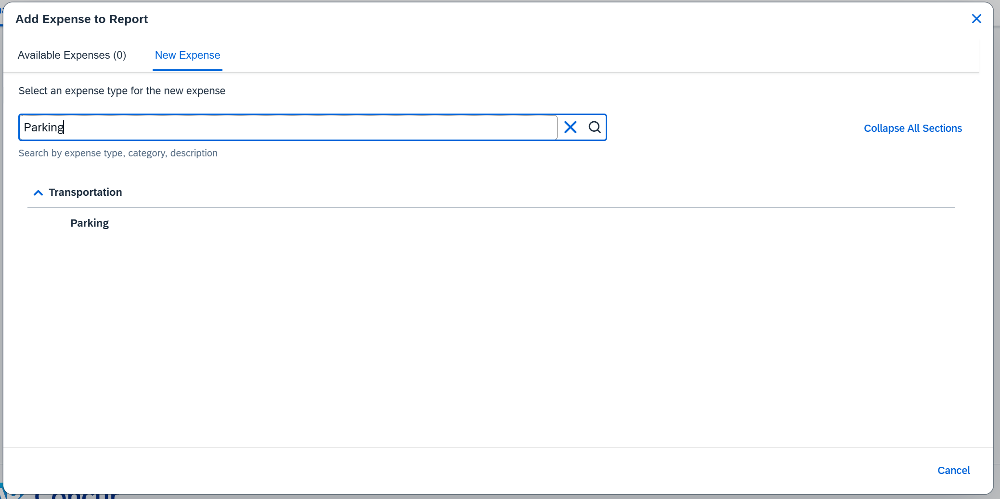 Add Expense to Report
Available Expenses (0)
New Expense
Select an expense type for the new expense
Parking
Collapse All Sections
Search by expense type, category, description
Transportation
Parking
Cancel
Concur